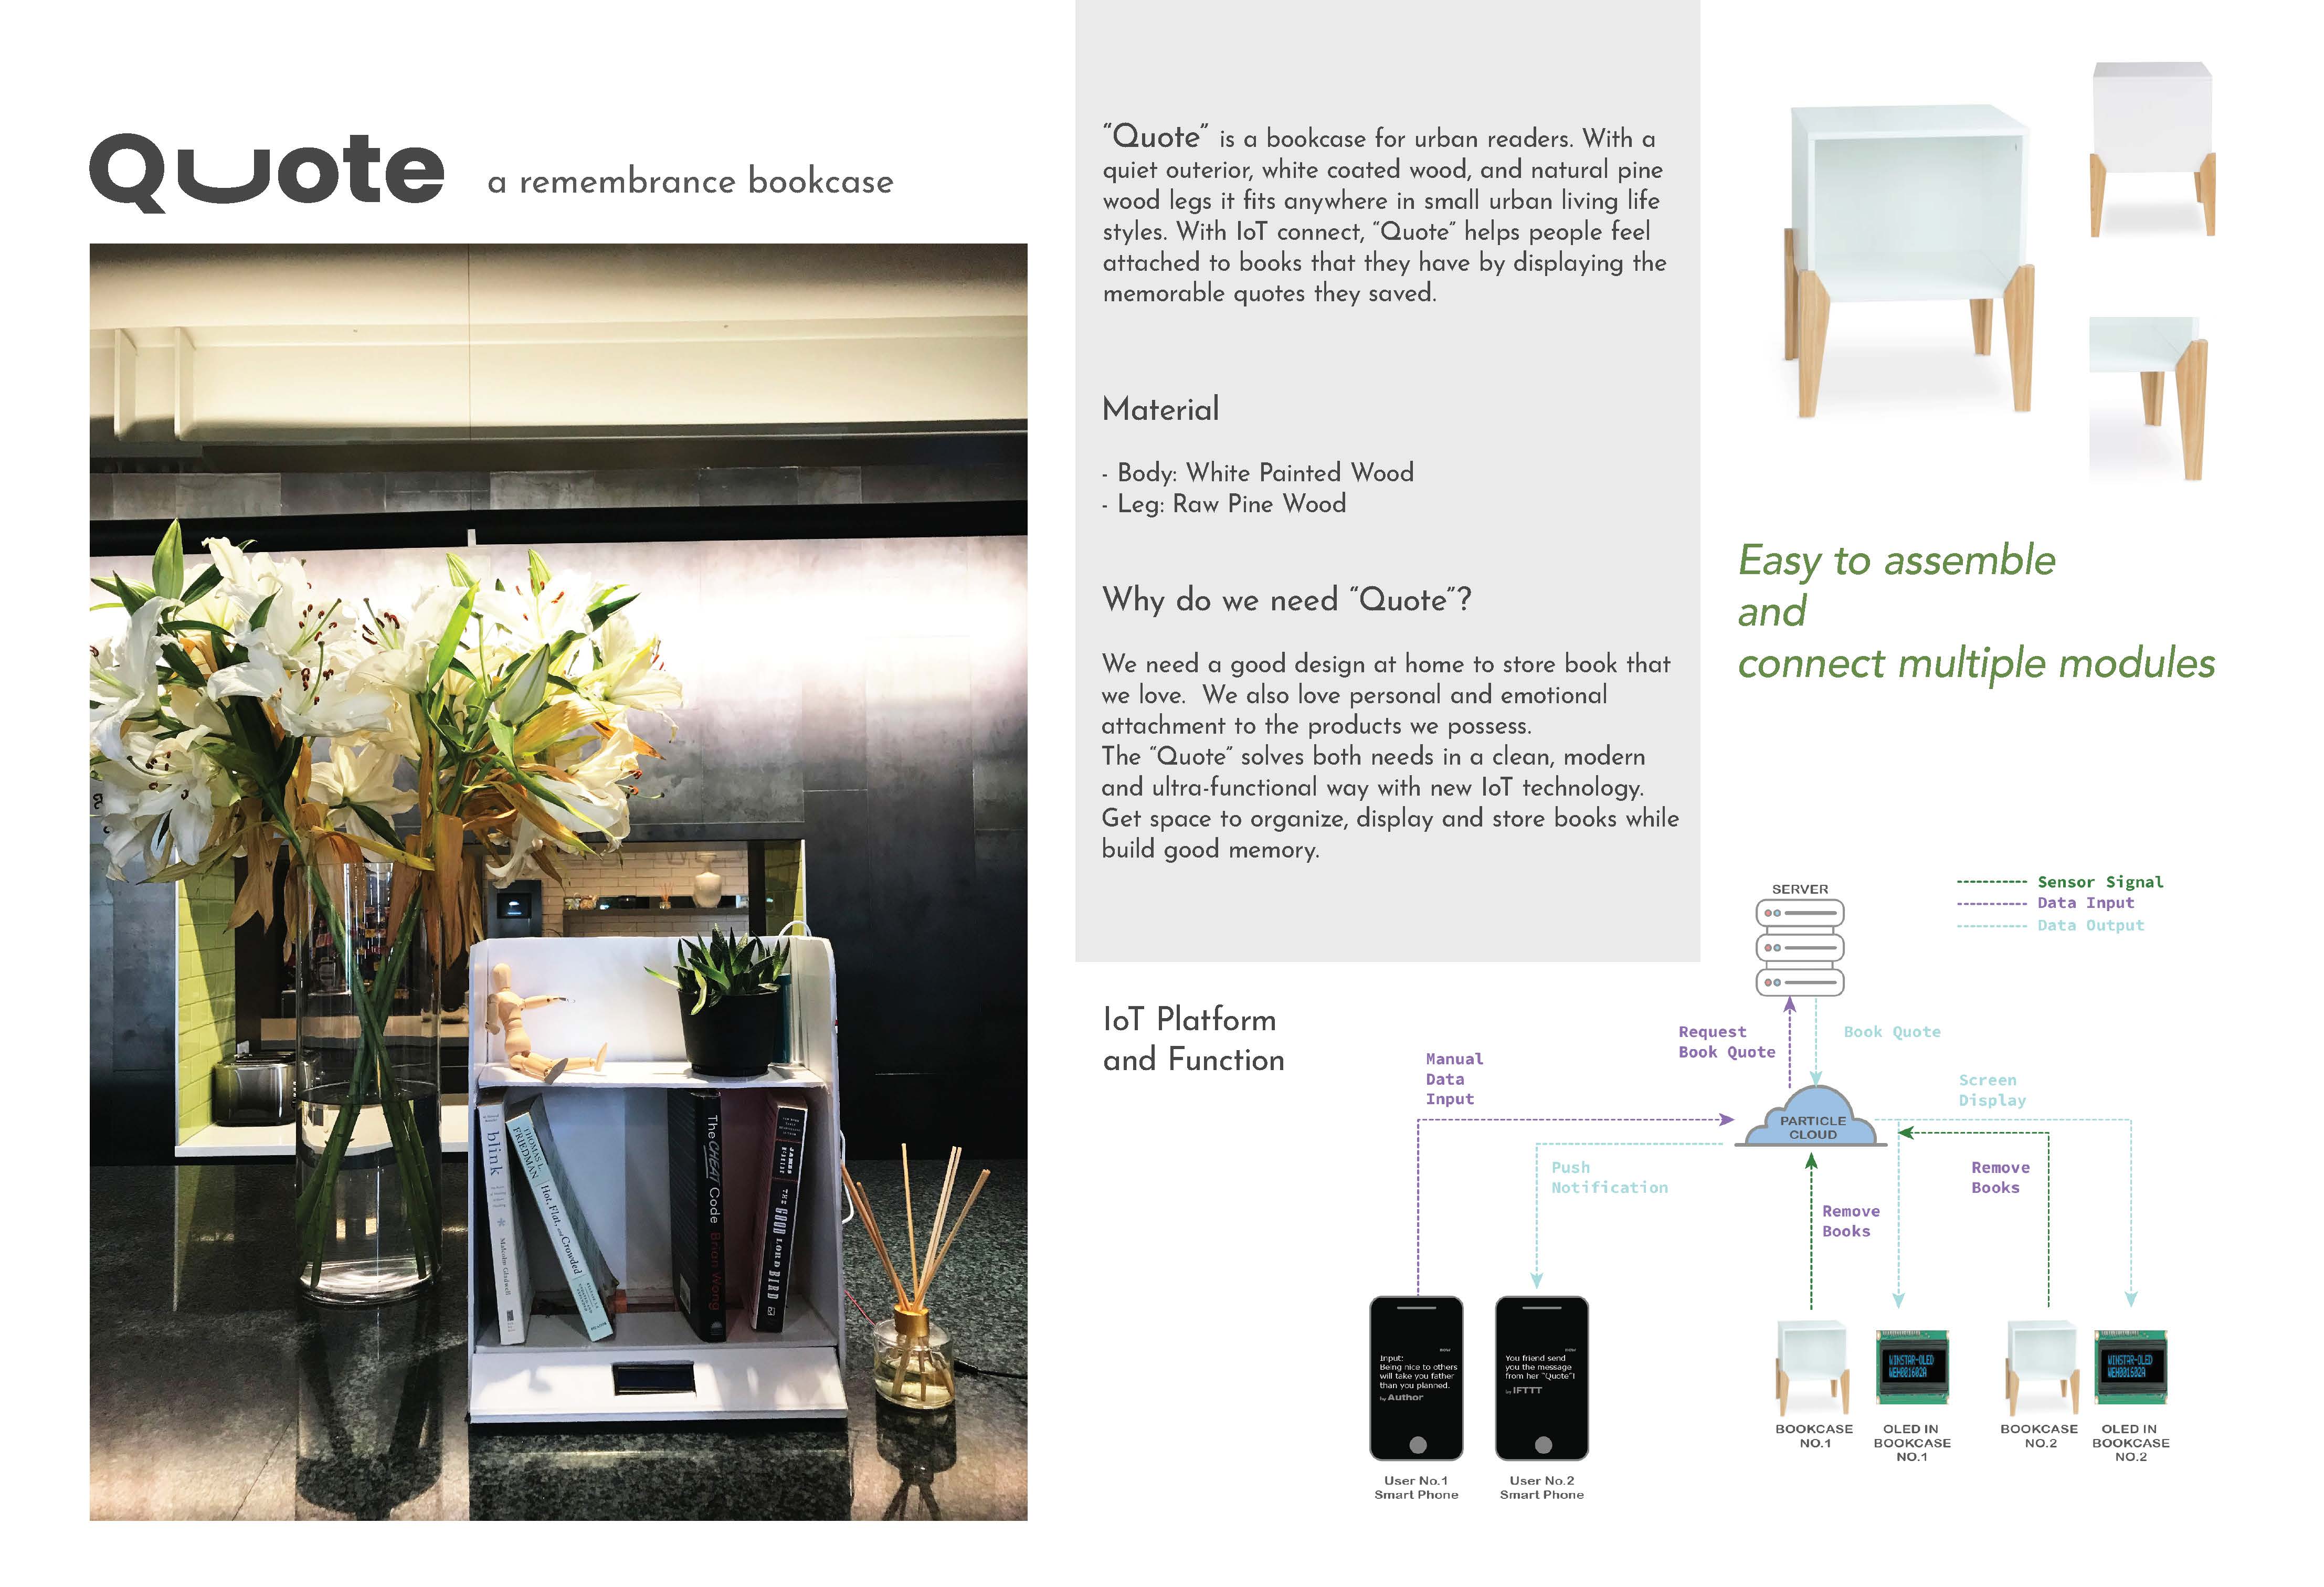 Quote
a remembrance bookcase
"Quote" is a bookcase for urban readers. With a
quiet outerior, white coated wood, and natural pine
wood legs it fits anywhere in small urban living life
styles. With IoT connect, "Quote" helps people feel
attached to books that they have by displaying the
memorable quotes they saved.
Material
- Body: White Painted Wood
- Leg: Raw Pine Wood
Why do we need "Quote"?
We need a good design at home to store book that
we love.  We also love personal and emotional
attachment to the products we possess.
The "Quote" solves both needs in a clean, modern
and ultra-functional way with new IoT technology.
Get space to organize, display and store books while
build good memory.
Easy to assemble
and
connect multiple modules
blink
Malcolm Gladwell
THOMAS L.
FRIEDMAN
Hot, Flat, and Crowded
The CHEAT Code Brian Wong
JAMES
THE GOOD LORD BIRD
IoT Platform
and Function
SERVER
Sensor Signal
Data Input
Data Output
Request
Book Quote
Book Quote
Manual
Data
Input
Screen
Display
PARTICLE
CLOUD
Push
Notification
Remove
Books
Remove
Books
Input:
Being nice to others
will take you father
than you planned.
by Author
You friend send
you the message
from her "Quote"!
by IFTTT
WINSTAR-OLED
WEH001602A
WINSTAR-OLED
WEH001602A
BOOKCASE
NO.1
OLED IN
BOOKCASE
NO.1
BOOKCASE
NO.2
OLED IN
BOOKCASE
NO.2
User No.1
Smart Phone
User No.2
Smart Phone